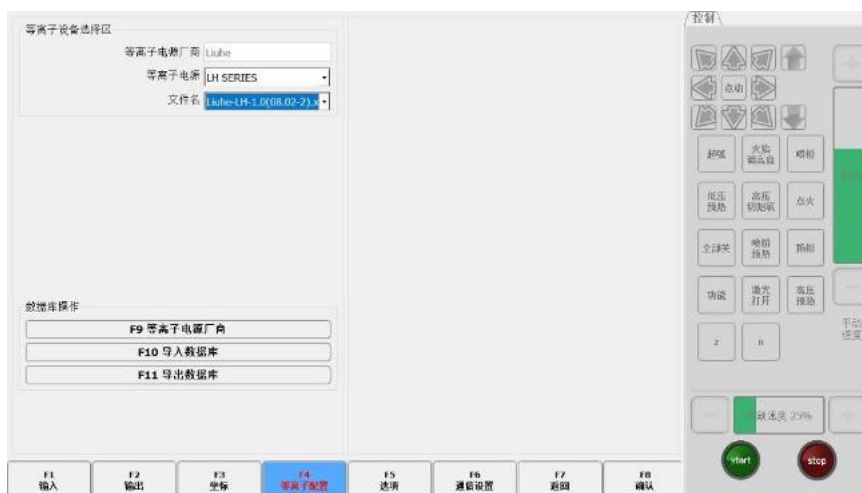 等离子设备选择区
等离子电源厂商 Liuhe
等离子电源 LH SERIES
文件名 Liuhe-LH-1.0(08.02-2).x
数据库操作
F9 等离子电源厂商
F10 导入数据库
F11 导出数据库
F1
输入
F2
输出
F3
坐标
F4
等离子配置
F5
选项
F6
通信设置
F7
返回
F8
确认
控制
点动
起弧
火焰
喷粉
低压
预热
高压
切割氧
点火
全部关
喷粉
预热
功能
激光
打开
高压
预热
z
n
手动
速度
速度 25%
start
stop